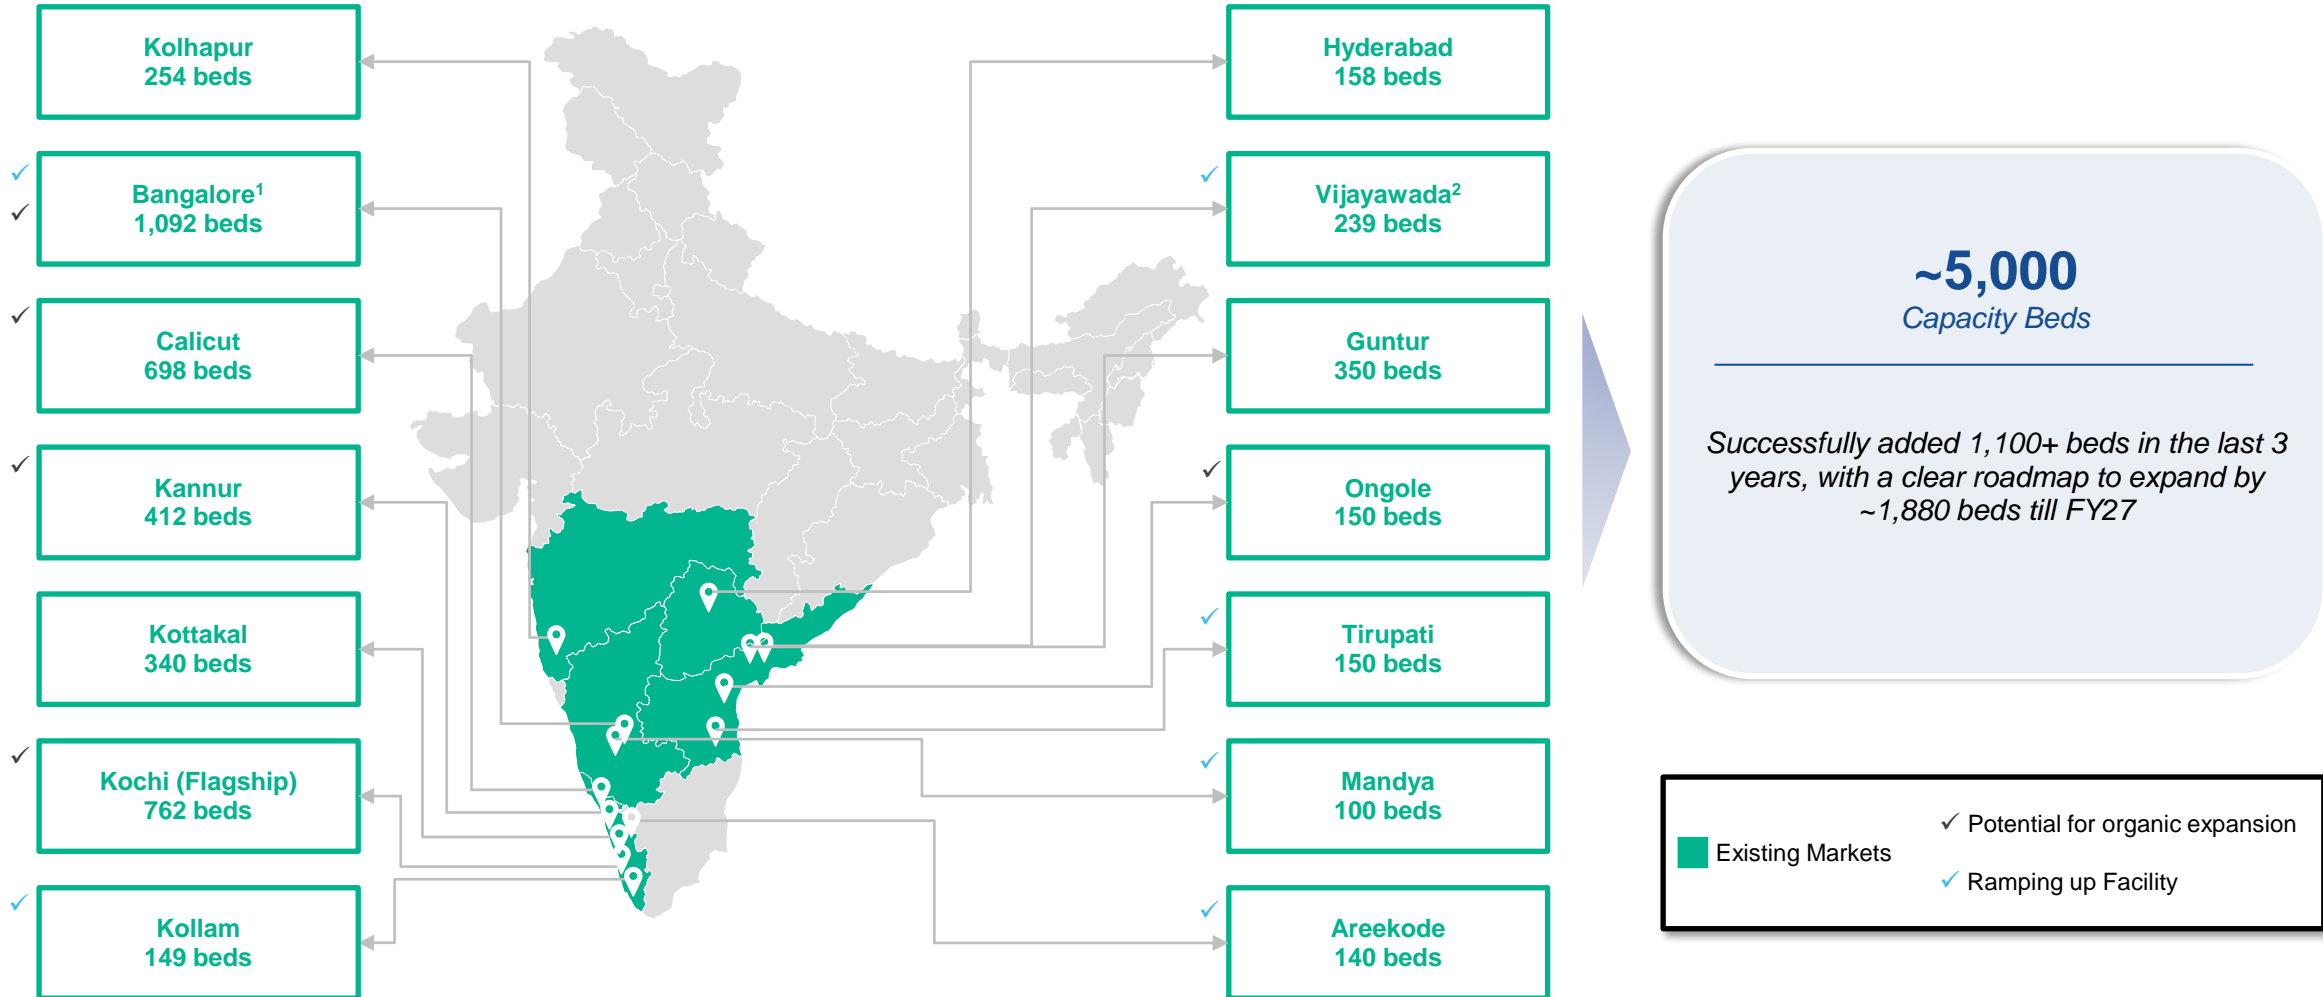 Kolhapur
254 beds
Bangalore1
1,092 beds
Calicut
698 beds
Kannur
412 beds
Kottakal
340 beds
Kochi (Flagship)
762 beds
Kollam
149 beds
Hyderabad
158 beds
Vijayawada2
239 beds
Guntur
350 beds
Ongole
150 beds
Tirupati
150 beds
Mandya
100 beds
Areekode
140 beds
~5,000
Capacity Beds
Successfully added 1,100+ beds in the last 3
years, with a clear roadmap to expand by
~1,880 beds till FY27
Existing Markets
✓ Potential for organic expansion
✓ Ramping up Facility